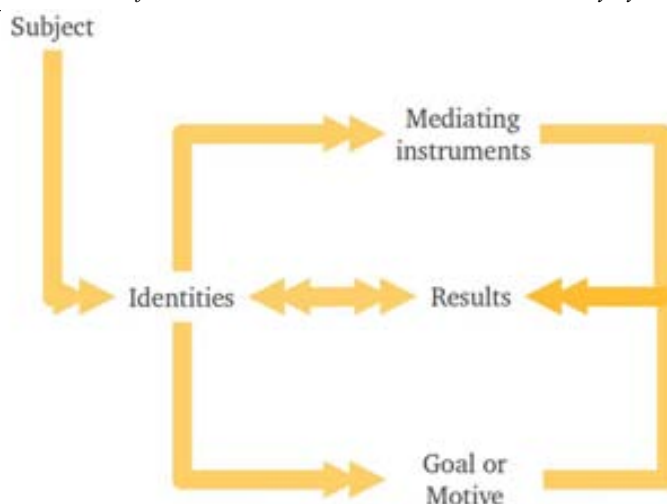 Subject
Mediating
instruments
Identities
Results
Goal or
Motive